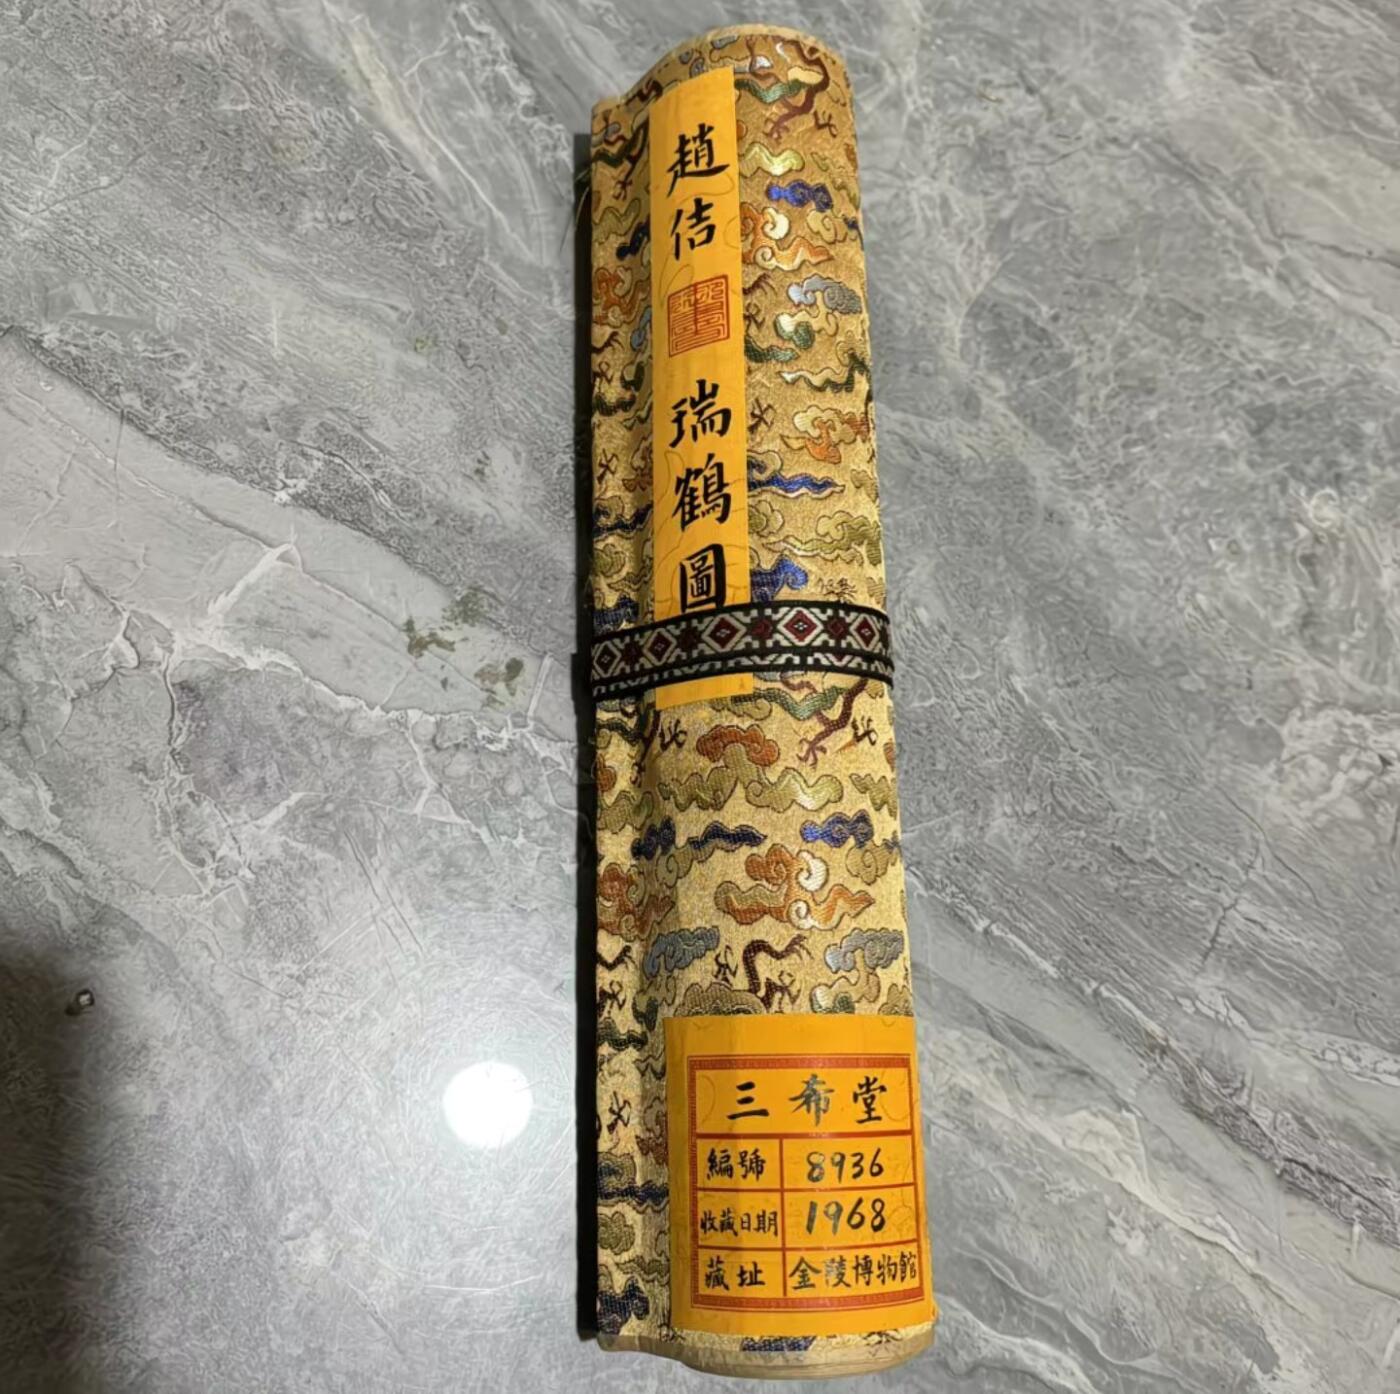 趙佶
瑞鶴圖
三希堂
編號 8936
收藏日期 1968
藏址 金陵博物館